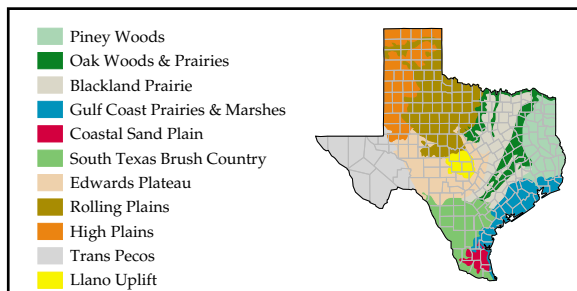 Piney Woods
Oak Woods & Prairies
Blackland Prairie
Gulf Coast Prairies & Marshes
Coastal Sand Plain
South Texas Brush Country
Edwards Plateau
Rolling Plains
High Plains
Trans Pecos
Llano Uplift